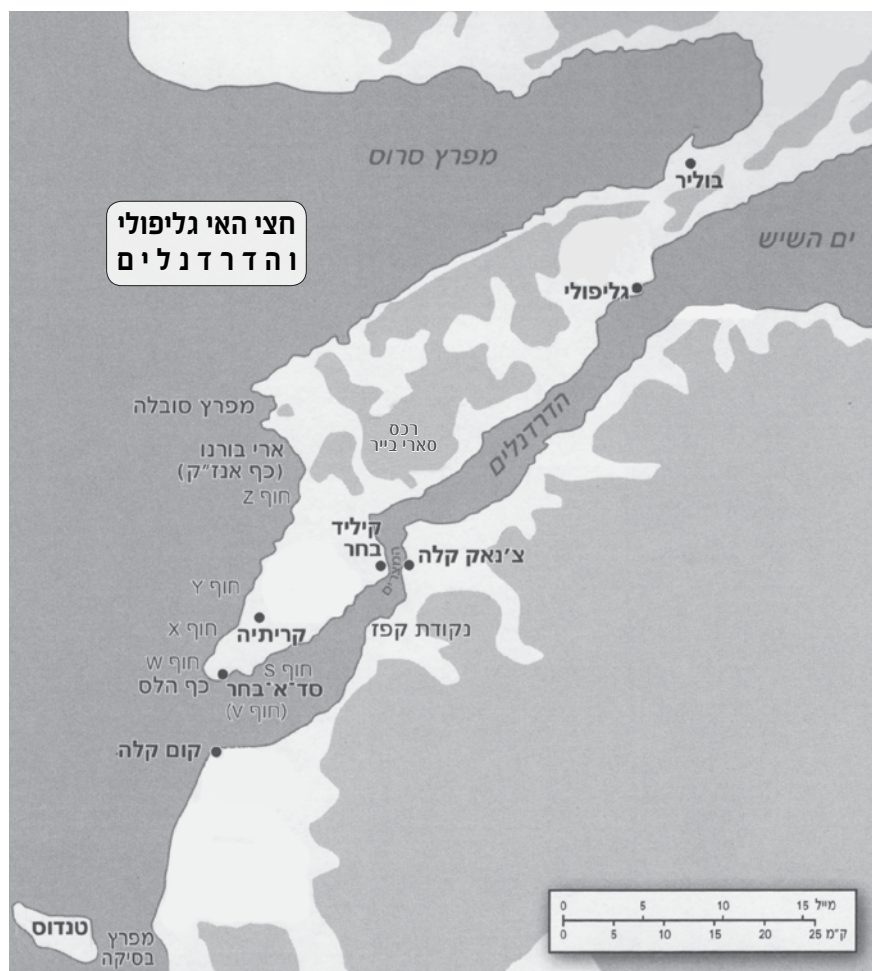 מפרץ סרוס
בוליר
חצי האי גליפולי
והדרדנלים
ים השיש
גליפולי
מפרץ סובלה
רכס
סארי בייר
הדרדנלים
ארי בורנו
(כף אנז״ק)
חוף Z
קיליד
בחר
המצרים
צ׳נאק קלה
חוף Y
קריתיה
נקודת קפז
חוף X
חוף W
כף הלס
חוף S
סד־א־בחר
(חוף V)
קום קלה
טנדוס
מפרץ
בסיקה
0 5 10 15 מייל
0 5 10 15 20 25 ק״מ